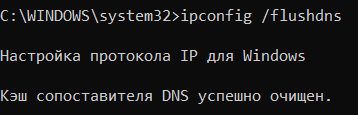 C:\WINDOWS\system32>ipconfig /flushdns
Настройка протокола IP для Windows
Кэш сопоставителя DNS успешно очищен.